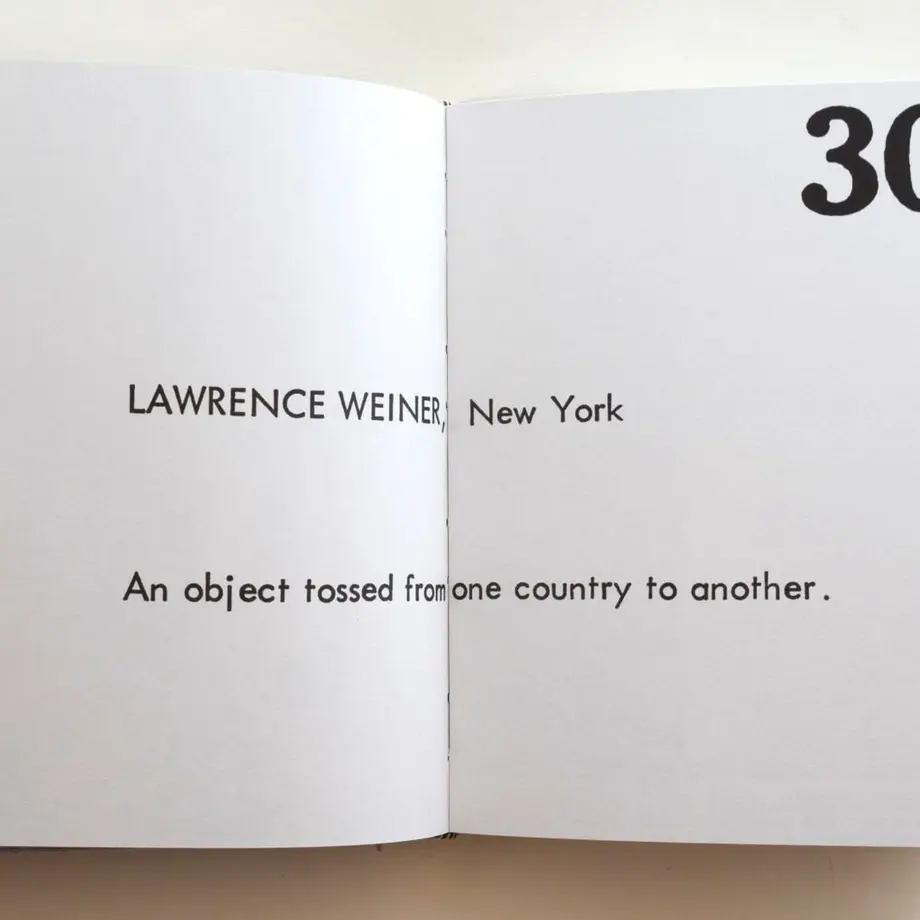 30
LAWRENCE WEINER, New York
An object tossed from one country to another.